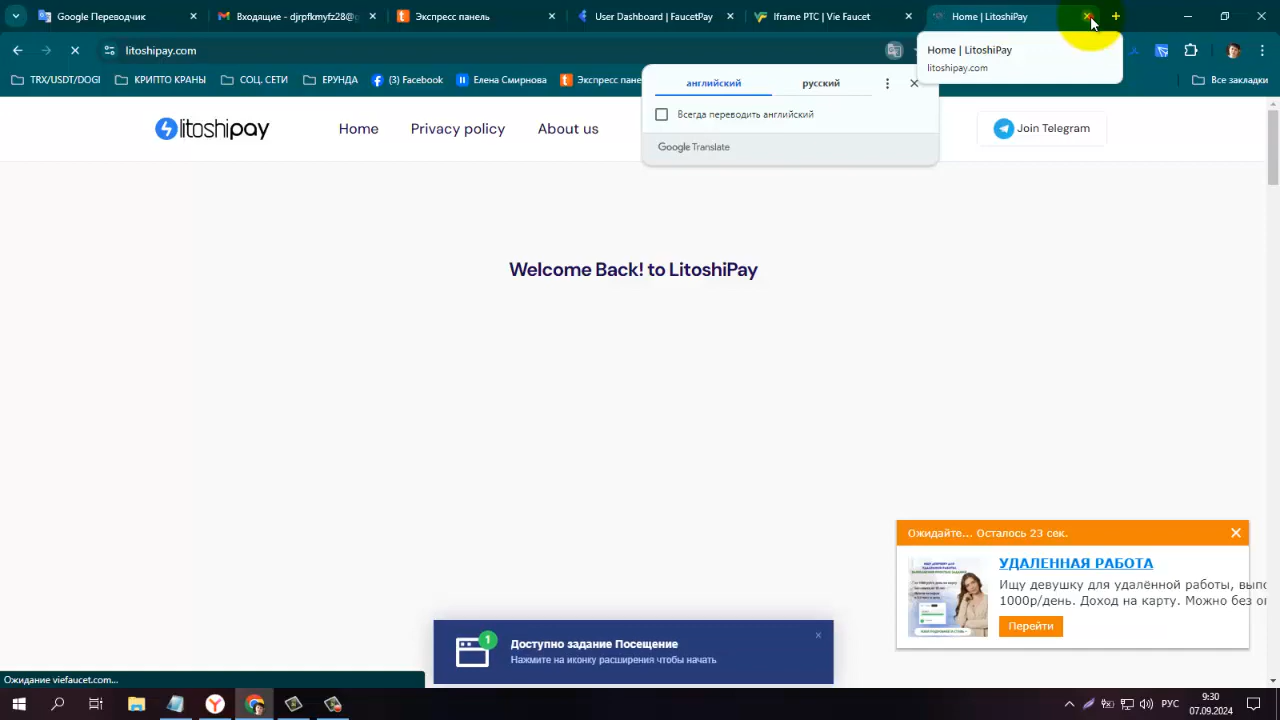 Google Переводчик
Входящие - djrpfkmyfz28@g
Экспресс панель
User Dashboard | FaucetPay
Iframe PTC | Vie Faucet
Home | LitoshiPay
litoshipay.com
Home | LitoshiPay
litoshipay.com
TRX/USDT/DOGI
КРИПТО КРАНЫ
СОЦ. СЕТИ
ЕРУНДА
(3) Facebook
Елена Смирнова
Экспресс пане
Все закладки
английский
русский
Всегда переводить английский
Google Translate
litoshipay
Home
Privacy policy
About us
Join Telegram
Welcome Back! to LitoshiPay
Ожидайте... Осталось 23 сек.
УДАЛЕННАЯ РАБОТА
Ищу девушку для удалённой работы, вып
1000р/день. Доход на карту. Можно без о
Перейти
1
Доступно задание Посещение
Нажмите на иконку расширения чтобы начать
Ожидание viefaucet.com...
РУС
9:30
07.09.2024